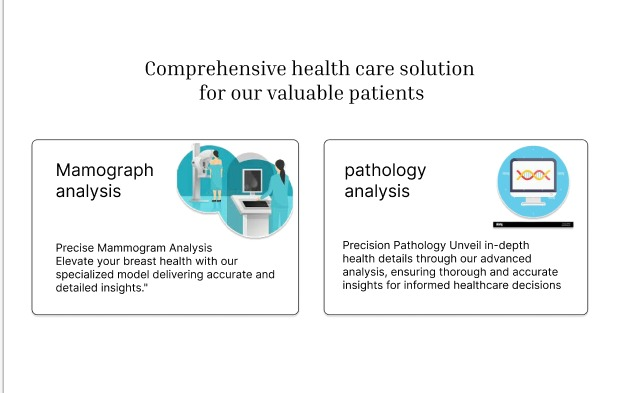 Comprehensive health care solution
for our valuable patients
Mamograph
analysis
Precise Mammogram Analysis
Elevate your breast health with our
specialized model delivering accurate and
detailed insights."
pathology
analysis
Precision Pathology Unveil in-depth
health details through our advanced
analysis, ensuring thorough and accurate
insights for informed healthcare decisions